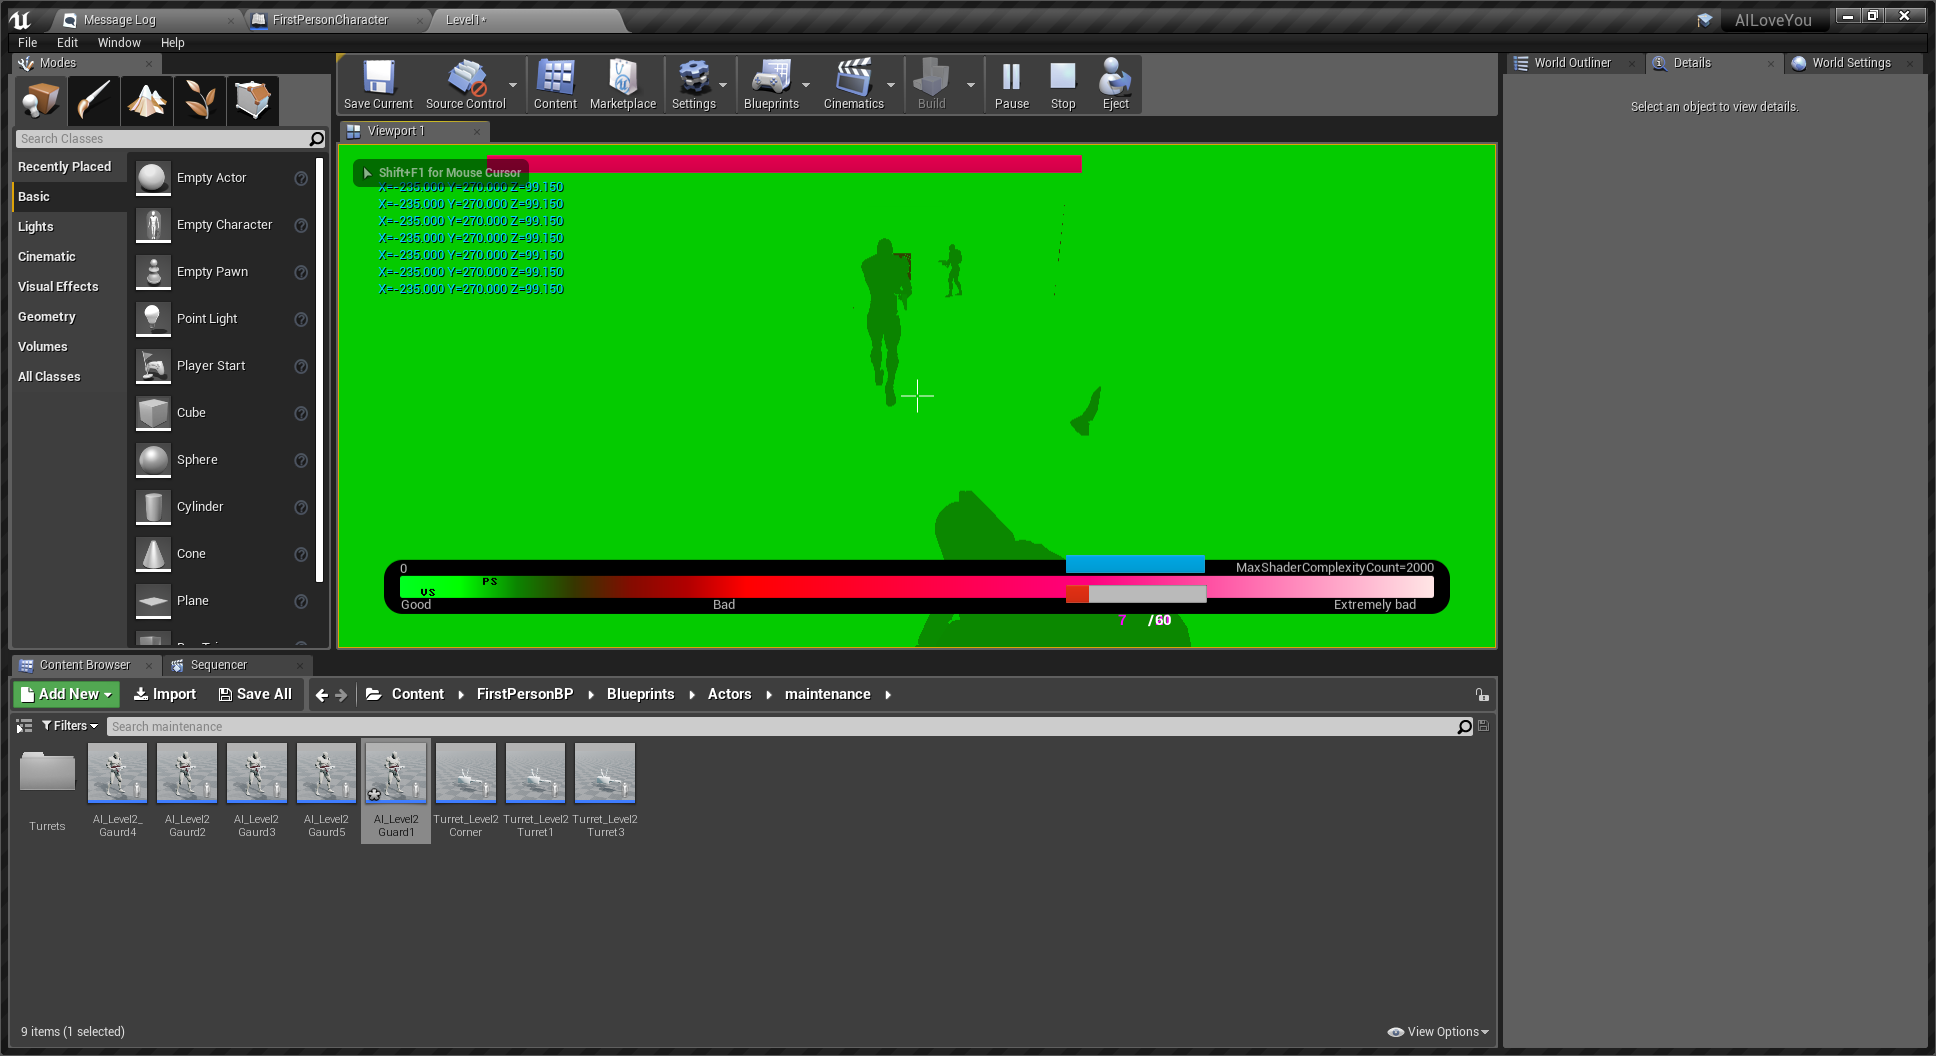 Message Log
FirstPersonCharacter
Level1*
AILoveYou
File Edit Window Help
Modes
Search Classes
Recently Placed
Basic
Lights
Cinematic
Visual Effects
Geometry
Volumes
All Classes
Empty Actor
Empty Character
Empty Pawn
Point Light
Player Start
Cube
Sphere
Cylinder
Cone
Plane
Save Current
Source Control
Content
Marketplace
Settings
Blueprints
Cinematics
Build
Pause
Stop
Eject
Viewport 1
Shift+F1 for Mouse Cursor
X=-235.000 Y=270.000 Z=99.150
X=-235.000 Y=270.000 Z=99.150
X=-235.000 Y=270.000 Z=99.150
X=-235.000 Y=270.000 Z=99.150
X=-235.000 Y=270.000 Z=99.150
X=-235.000 Y=270.000 Z=99.150
X=-235.000 Y=270.000 Z=99.150
0
MaxShaderComplexityCount=2000
PS
VS
Good
Bad
Extremely bad
7 /60
World Outliner
Details
World Settings
Select an object to view details.
Content Browser
Sequencer
Add New
Import
Save All
Content
FirstPersonBP
Blueprints
Actors
maintenance
Filters
Search maintenance
Turrets
AI_Level2_
Gaurd4
AI_Level2
Gaurd2
AI_Level2
Gaurd3
AI_Level2
Gaurd5
AI_Level2
Guard1
Turret_Level2
Corner
Turret_Level2
Turret1
Turret_Level2
Turret3
9 items (1 selected)
View Options